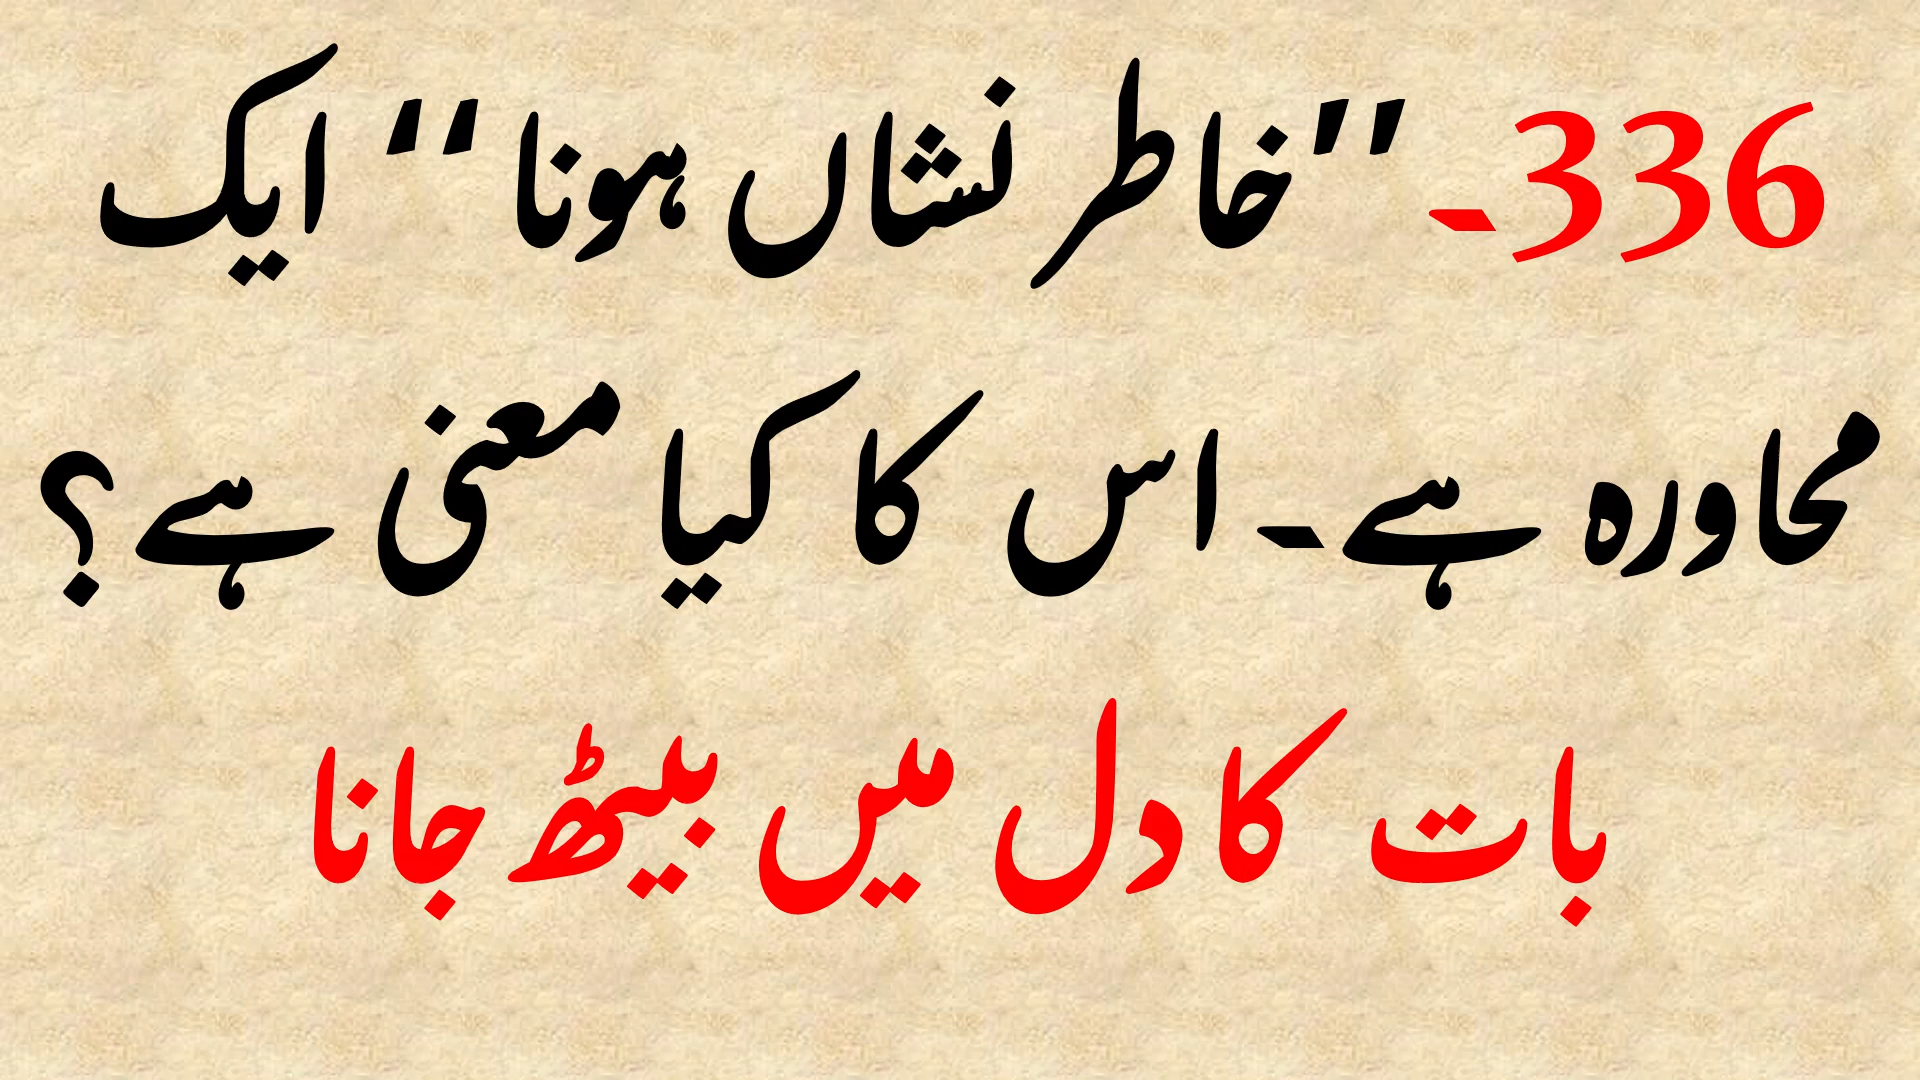 336۔’’خاطر نشاں ہونا‘‘ ایک
محاورہ ہے۔ اس کا کیا معنی ہے؟
بات کا دل میں بیٹھ جانا